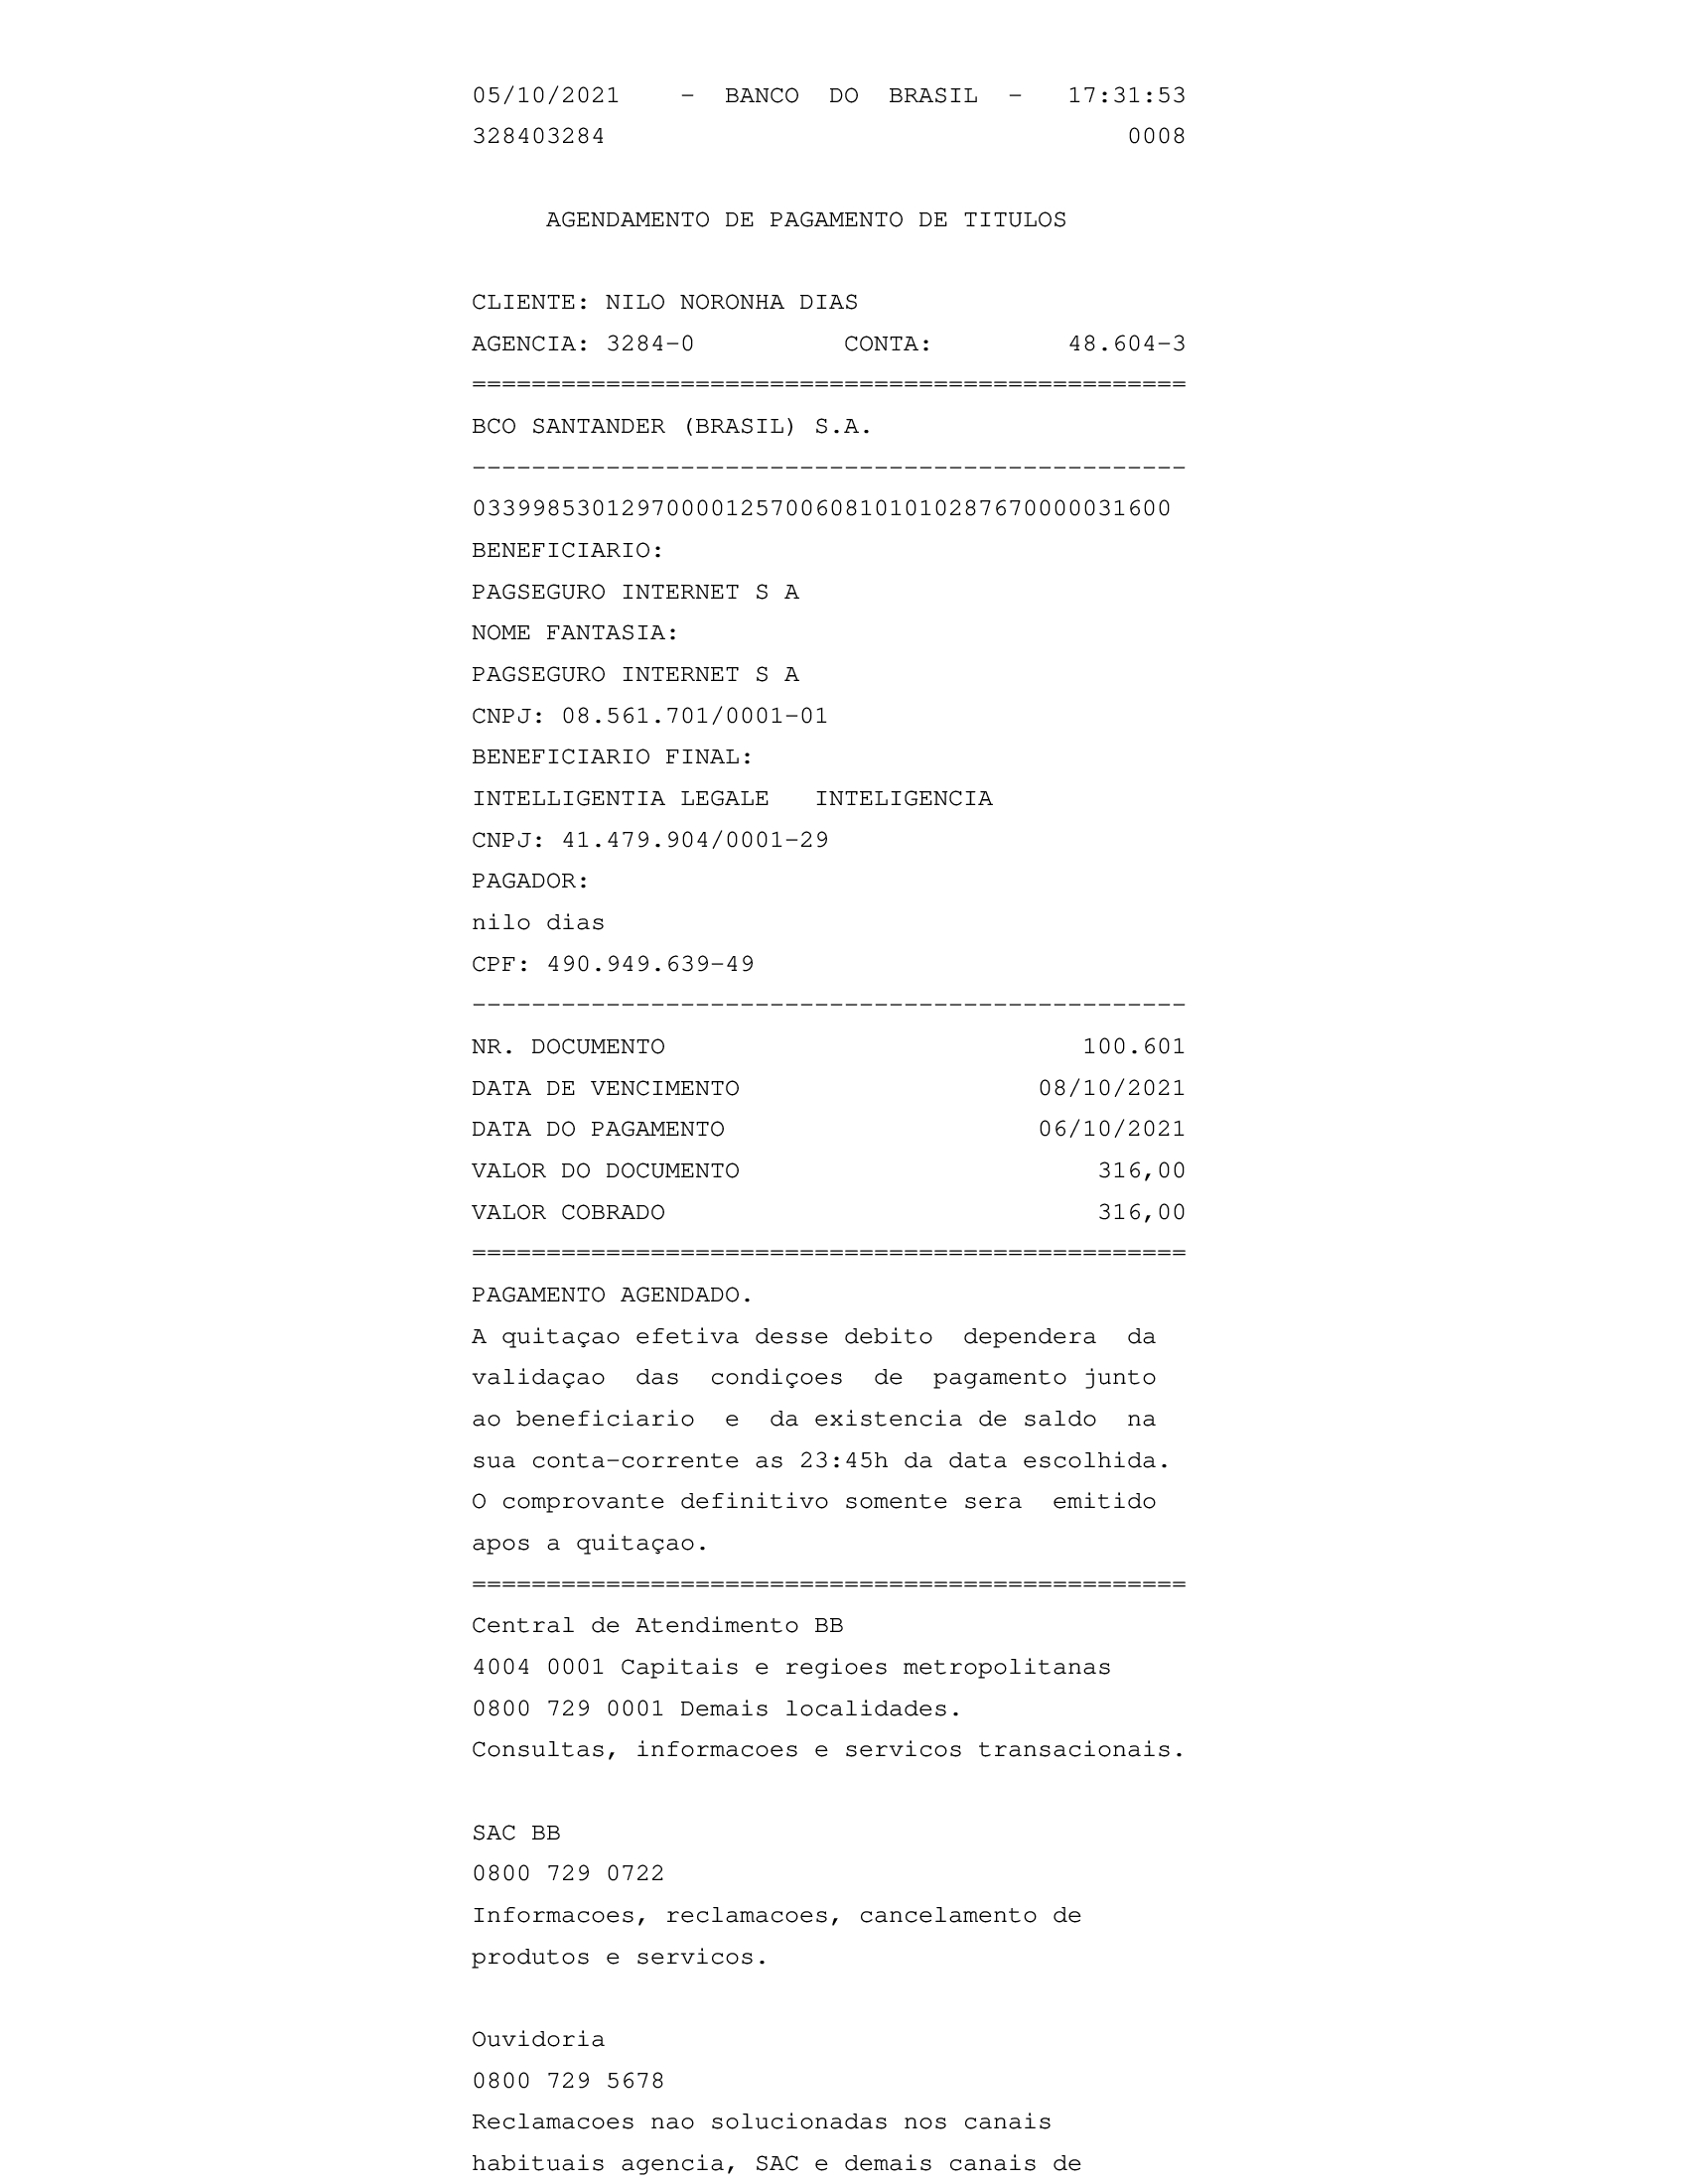 05/10/2021    -  BANCO  DO  BRASIL  -   17:31:53
328403284                                   0008
AGENDAMENTO DE PAGAMENTO DE TITULOS
CLIENTE: NILO NORONHA DIAS
AGENCIA: 3284-0          CONTA:         48.604-3
================================================
BCO SANTANDER (BRASIL) S.A.
------------------------------------------------
03399853012970000125700608101010287670000031600
BENEFICIARIO:
PAGSEGURO INTERNET S A
NOME FANTASIA:
PAGSEGURO INTERNET S A
CNPJ: 08.561.701/0001-01
BENEFICIARIO FINAL:
INTELLIGENTIA LEGALE   INTELIGENCIA
CNPJ: 41.479.904/0001-29
PAGADOR:
nilo dias
CPF: 490.949.639-49
------------------------------------------------
NR. DOCUMENTO                            100.601
DATA DE VENCIMENTO                    08/10/2021
DATA DO PAGAMENTO                     06/10/2021
VALOR DO DOCUMENTO                        316,00
VALOR COBRADO                             316,00
================================================
PAGAMENTO AGENDADO.
A quitaçao efetiva desse debito  dependera  da
validaçao  das  condiçoes  de  pagamento junto
ao beneficiario  e  da existencia de saldo  na
sua conta-corrente as 23:45h da data escolhida.
O comprovante definitivo somente sera  emitido
apos a quitaçao.
================================================
Central de Atendimento BB
4004 0001 Capitais e regioes metropolitanas
0800 729 0001 Demais localidades.
Consultas, informacoes e servicos transacionais.
SAC BB
0800 729 0722
Informacoes, reclamacoes, cancelamento de
produtos e servicos.
Ouvidoria
0800 729 5678
Reclamacoes nao solucionadas nos canais
habituais agencia, SAC e demais canais de